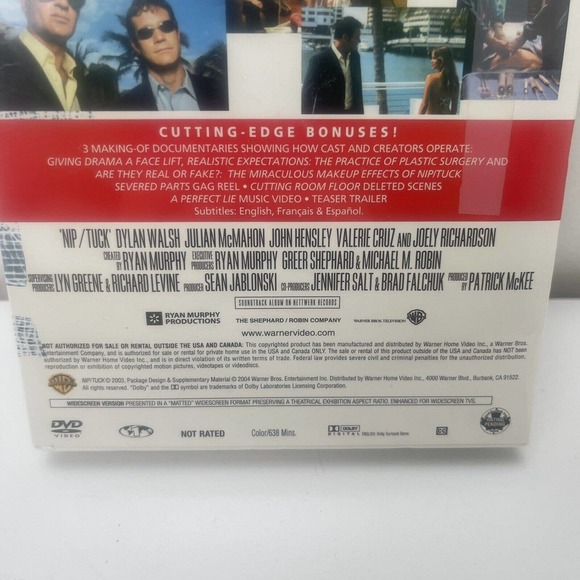 CUTTING-EDGE BONUSES!
3 MAKING-OF DOCUMENTARIES SHOWING HOW CAST AND CREATORS OPERATE:
GIVING DRAMA A FACE LIFT, REALISTIC EXPECTATIONS: THE PRACTICE OF PLASTIC SURGERY AND
ARE THEY REAL OR FAKE?: THE MIRACULOUS MAKEUP EFFECTS OF NIP/TUCK
SEVERED PARTS GAG REEL • CUTTING ROOM FLOOR DELETED SCENES
A PERFECT LIE MUSIC VIDEO • TEASER TRAILER
Subtitles: English, Français & Español.
'NIP/TUCK' DYLAN WALSH JULIAN McMAHON JOHN HENSLEY VALERIE CRUZ AND JOELY RICHARDSON
CREATED BY RYAN MURPHY EXECUTIVE PRODUCERS RYAN MURPHY GREER SHEPHARD & MICHAEL M. ROBIN
SUPERVISING PRODUCERS LYN GREENE & RICHARD LEVINE PRODUCER SEAN JABLONSKI CO-PRODUCERS JENNIFER SALT & BRAD FALCHUK PRODUCED BY PATRICK McKEE
SOUNDTRACK ALBUM ON NETTWERK RECORDS
RYAN MURPHY PRODUCTIONS THE SHEPHARD / ROBIN COMPANY WARNER BROS. TELEVISION
www.warnervideo.com
NOT AUTHORIZED FOR SALE OR RENTAL OUTSIDE THE USA AND CANADA: This copyrighted product has been manufactured and distributed by Warner Home Video, a Warner Bros.
Entertainment Company, and is authorized for sale or rental for private home use in the USA and Canada ONLY. The sale or rental of this product outside of the USA and Canada has NOT been
authorized by Warner Home Video and is in direct violation of its written terms of trade. Federal law provides severe civil and criminal penalties for the unauthorized duplication,
reproduction or exhibition of copyrighted motion pictures, videotapes or videodiscs.
NIP/TUCK © 2003, Package Design & Supplementary Material © 2004 Warner Bros. Entertainment Inc. Distributed by Warner Home Video Inc., 4000 Warner Blvd., Burbank, CA 91522.
All rights reserved. "Dolby" and the DD symbol are trademarks of Dolby Laboratories Licensing Corporation.
WIDESCREEN VERSION PRESENTED IN A "MATTED" WIDESCREEN FORMAT PRESERVING A THEATRICAL EXHIBITION ASPECT RATIO. ENHANCED FOR WIDESCREEN TVS.
DVD VIDEO NOT RATED Color/638 Mins. DOLBY DIGITAL